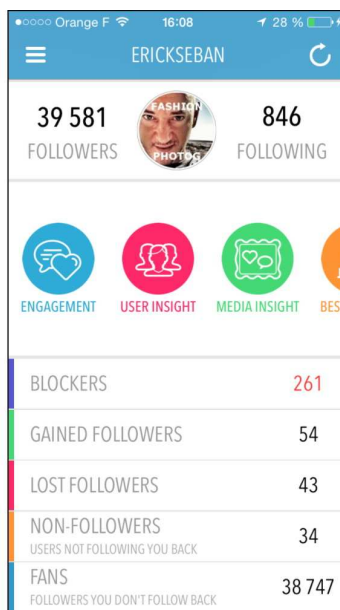 Orange F 16:08 28 %
ERICKSEBAN
39 581 846
FOLLOWERS FOLLOWING
FASHION
PHOTOG
ENGAGEMENT USER INSIGHT MEDIA INSIGHT BES
BLOCKERS 261
GAINED FOLLOWERS 54
LOST FOLLOWERS 43
NON-FOLLOWERS 34
USERS NOT FOLLOWING YOU BACK
FANS 38 747
FOLLOWERS YOU DON'T FOLLOW BACK